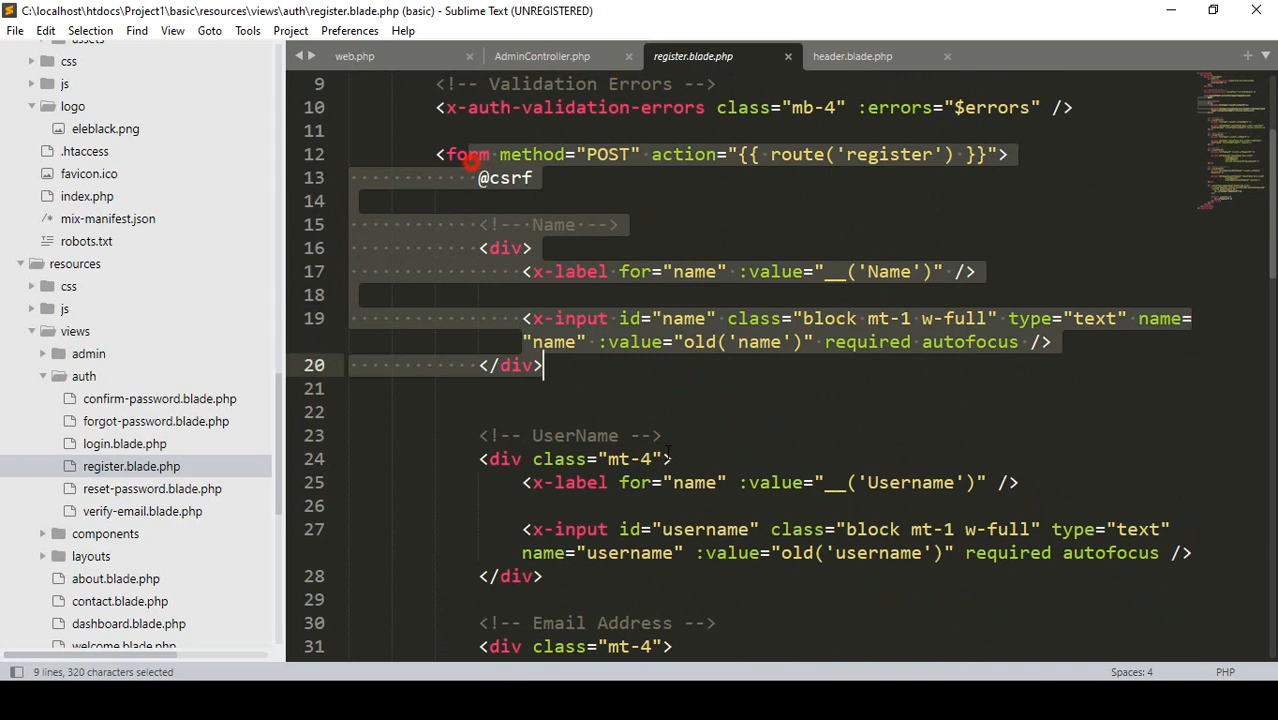 C:\localhost\htdocs\Project1\basic\resources\views\auth\register.blade.php (basic) - Sublime Text (UNREGISTERED)
File Edit Selection Find View Goto Tools Project Preferences Help
web.php AdminController.php register.blade.php header.blade.php
css
js
logo
eleblack.png
.htaccess
favicon.ico
index.php
mix-manifest.json
robots.txt
resources
css
js
views
admin
auth
confirm-password.blade.php
forgot-password.blade.php
login.blade.php
register.blade.php
reset-password.blade.php
verify-email.blade.php
components
layouts
about.blade.php
contact.blade.php
dashboard.blade.php
welcome.blade.php
9 <!-- Validation Errors -->
10 <x-auth-validation-errors class="mb-4" :errors="$errors" />
11
12 <form method="POST" action="{{ route('register') }}">
13 @csrf
14
15 <!-- Name -->
16 <div>
17 <x-label for="name" :value="__('Name')" />
18
19 <x-input id="name" class="block mt-1 w-full" type="text" name=
"name" :value="old('name')" required autofocus />
20 </div>
21
22
23 <!-- UserName -->
24 <div class="mt-4">
25 <x-label for="name" :value="__('Username')" />
26
27 <x-input id="username" class="block mt-1 w-full" type="text"
name="username" :value="old('username')" required autofocus />
28 </div>
29
30 <!-- Email Address -->
31 <div class="mt-4">
9 lines, 320 characters selected Spaces: 4 PHP